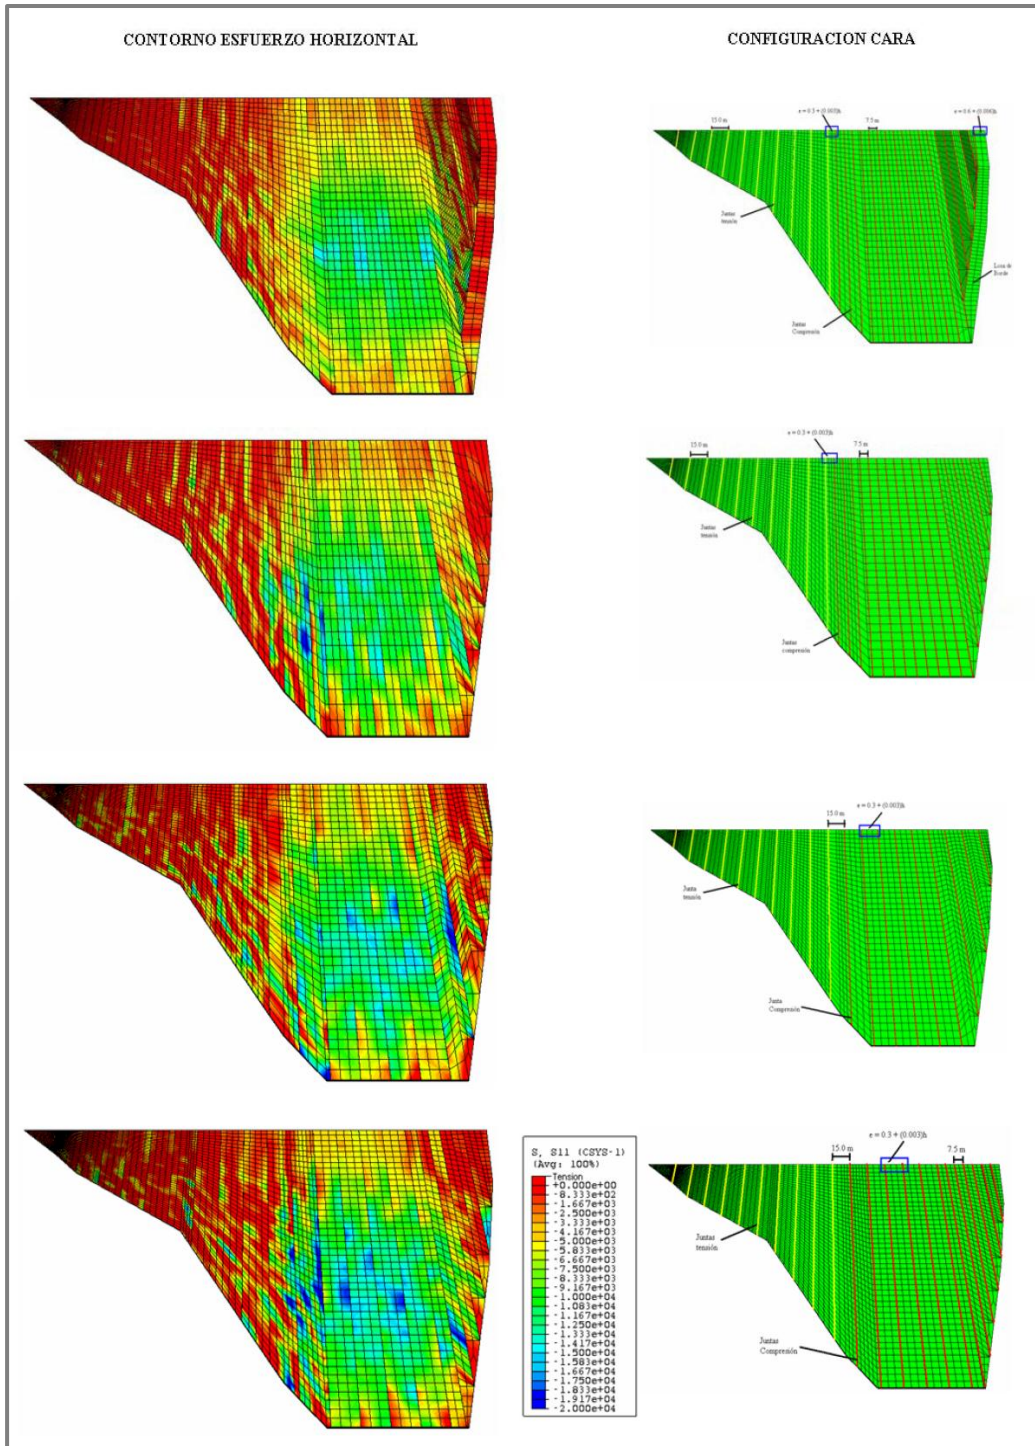 CONTORNO ESFUERZO HORIZONTAL
CONFIGURACION CARA
15.0 m
e = 0.3 + (0.003)h
7.5 m
e = 0.6 + (0.006)h
Juntas
tensión
Losa de
Borde
Juntas
Compresión
e = 0.3 + (0.003)h
15.0 m
7.5 m
Juntas
tensión
Juntas
compresión
e = 0.3 + (0.003)h
15.0 m
Junta
tensión
Junta
Compresión
e = 0.3 + (0.003)h
15.0 m
7.5 m
Juntas
tensión
Juntas
Compresión
S, S11 (CSYS-1)
(Avg: 100%)
Tension
+0.000e+00
-8.333e+02
-1.667e+03
-2.500e+03
-3.333e+03
-4.167e+03
-5.000e+03
-5.833e+03
-6.667e+03
-7.500e+03
-8.333e+03
-9.167e+03
-1.000e+04
-1.083e+04
-1.167e+04
-1.250e+04
-1.333e+04
-1.417e+04
-1.500e+04
-1.583e+04
-1.667e+04
-1.750e+04
-1.833e+04
-1.917e+04
-2.000e+04